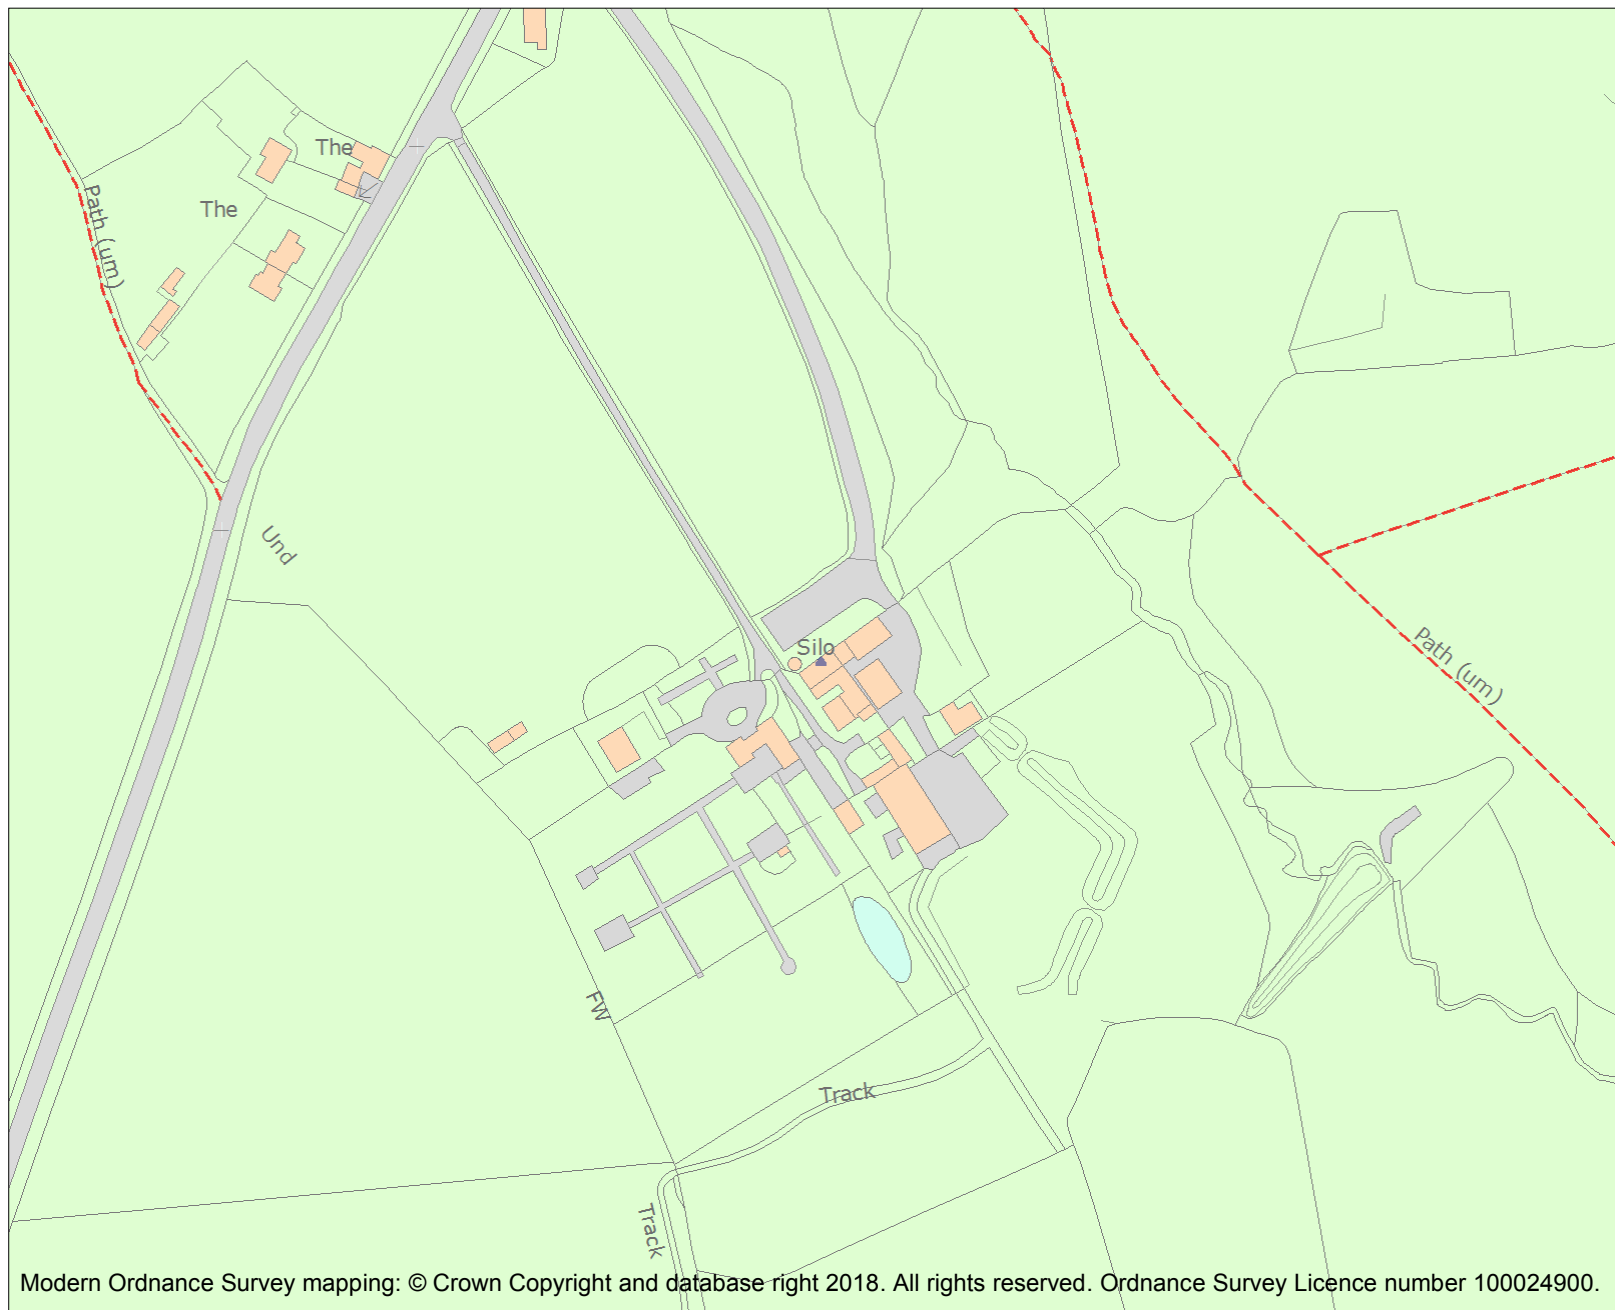 The
The
Path (um)
Und
Silo
Path (um)
FW
Track
Track
Modern Ordnance Survey mapping: © Crown Copyright and database right 2018. All rights reserved. Ordnance Survey Licence number 100024900.